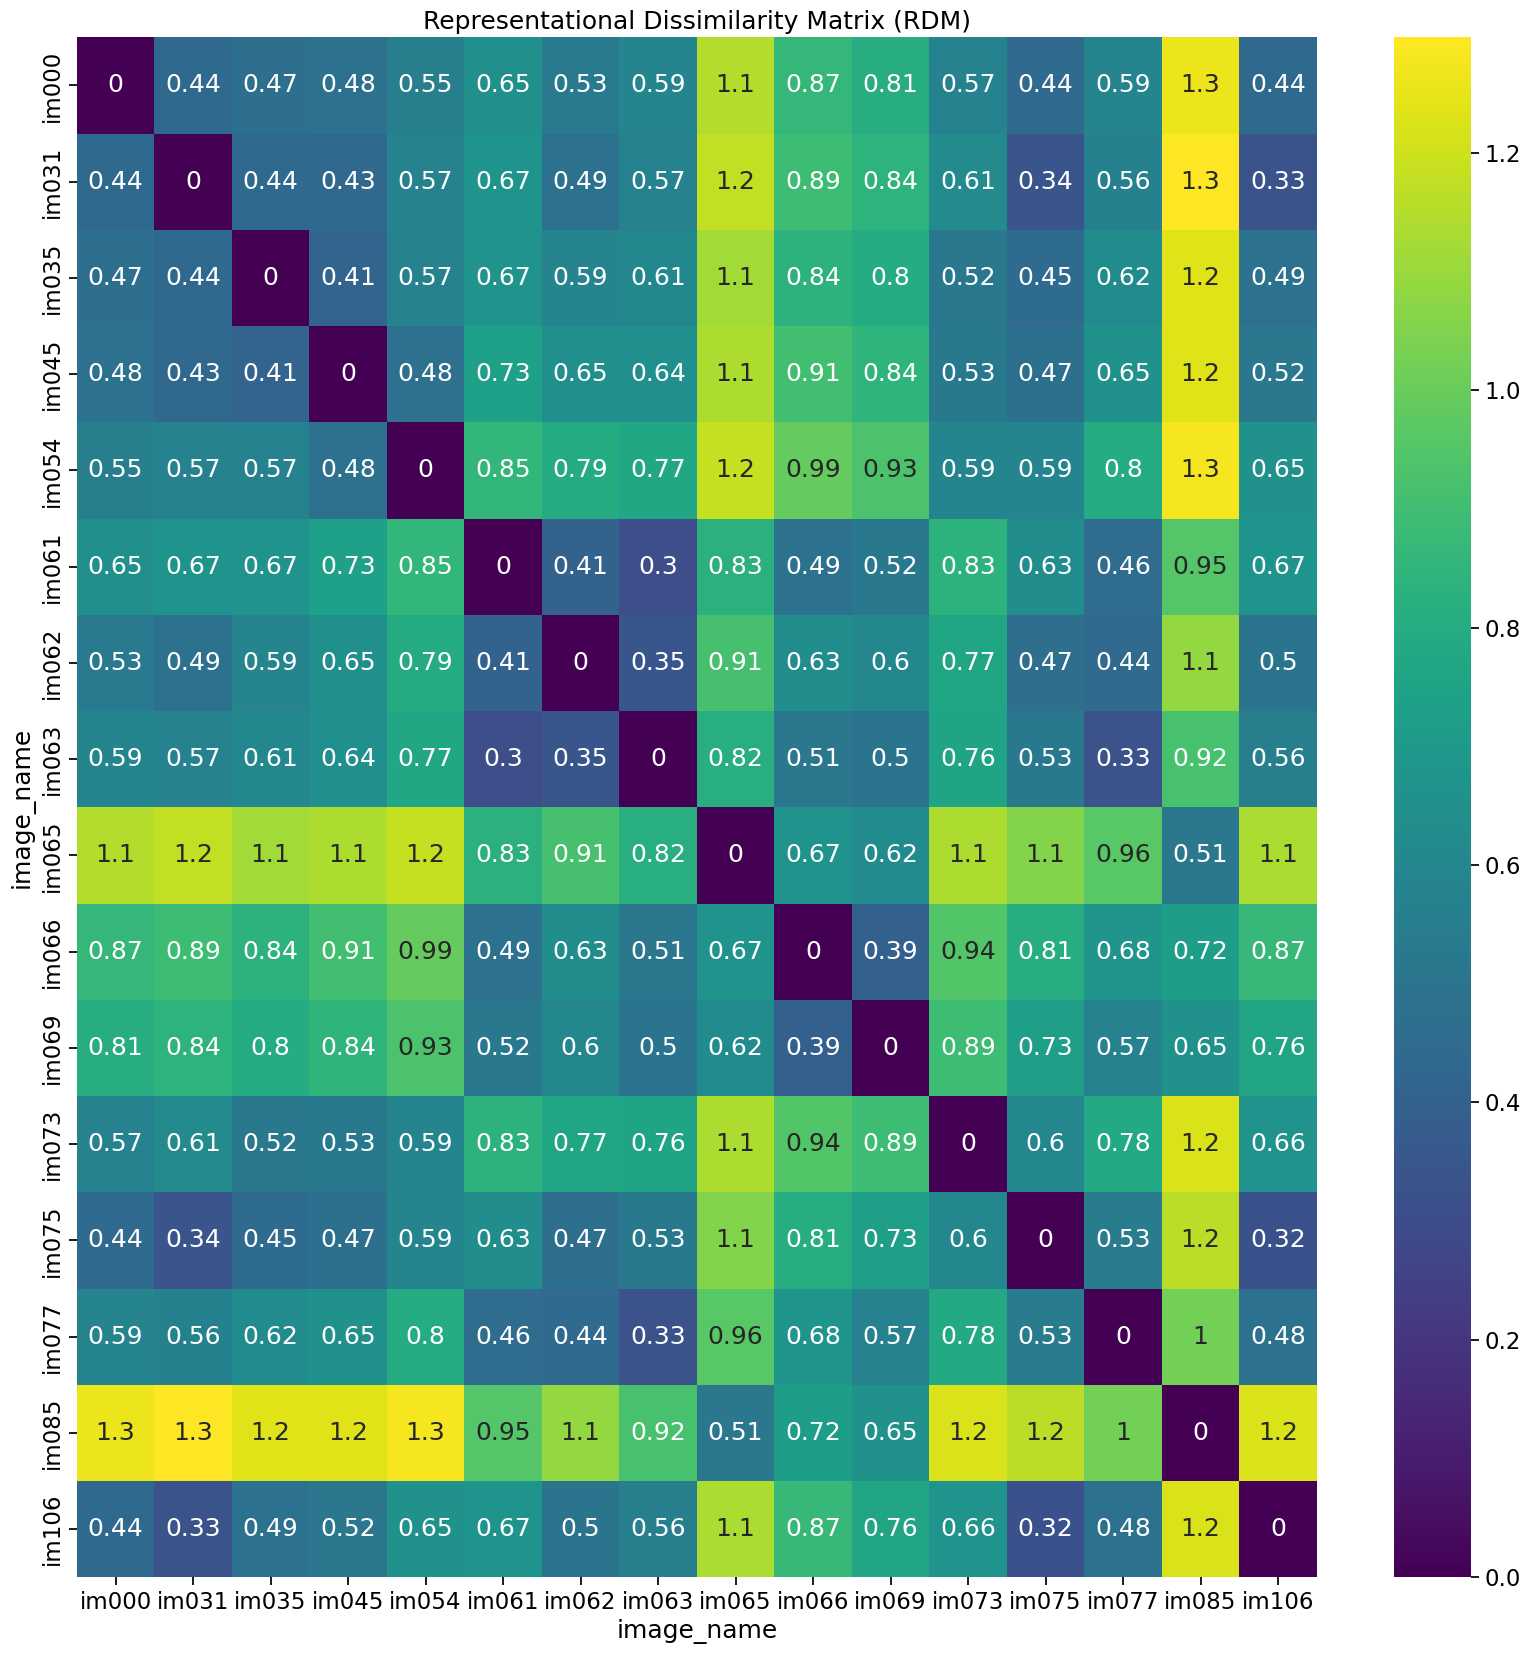 Representational Dissimilarity Matrix (RDM)
im000 0 0.44 0.47 0.48 0.55 0.65 0.53 0.59 1.1 0.87 0.81 0.57 0.44 0.59 1.3 0.44
im031 0.44 0 0.44 0.43 0.57 0.67 0.49 0.57 1.2 0.89 0.84 0.61 0.34 0.56 1.3 0.33
im035 0.47 0.44 0 0.41 0.57 0.67 0.59 0.61 1.1 0.84 0.8 0.52 0.45 0.62 1.2 0.49
im045 0.48 0.43 0.41 0 0.48 0.73 0.65 0.64 1.1 0.91 0.84 0.53 0.47 0.65 1.2 0.52
im054 0.55 0.57 0.57 0.48 0 0.85 0.79 0.77 1.2 0.99 0.93 0.59 0.59 0.8 1.3 0.65
im061 0.65 0.67 0.67 0.73 0.85 0 0.41 0.3 0.83 0.49 0.52 0.83 0.63 0.46 0.95 0.67
im062 0.53 0.49 0.59 0.65 0.79 0.41 0 0.35 0.91 0.63 0.6 0.77 0.47 0.44 1.1 0.5
im063 0.59 0.57 0.61 0.64 0.77 0.3 0.35 0 0.82 0.51 0.5 0.76 0.53 0.33 0.92 0.56
im065 1.1 1.2 1.1 1.1 1.2 0.83 0.91 0.82 0 0.67 0.62 1.1 1.1 0.96 0.51 1.1
im066 0.87 0.89 0.84 0.91 0.99 0.49 0.63 0.51 0.67 0 0.39 0.94 0.81 0.68 0.72 0.87
im069 0.81 0.84 0.8 0.84 0.93 0.52 0.6 0.5 0.62 0.39 0 0.89 0.73 0.57 0.65 0.76
im073 0.57 0.61 0.52 0.53 0.59 0.83 0.77 0.76 1.1 0.94 0.89 0 0.6 0.78 1.2 0.66
im075 0.44 0.34 0.45 0.47 0.59 0.63 0.47 0.53 1.1 0.81 0.73 0.6 0 0.53 1.2 0.32
im077 0.59 0.56 0.62 0.65 0.8 0.46 0.44 0.33 0.96 0.68 0.57 0.78 0.53 0 1 0.48
im085 1.3 1.3 1.2 1.2 1.3 0.95 1.1 0.92 0.51 0.72 0.65 1.2 1.2 1 0 1.2
im106 0.44 0.33 0.49 0.52 0.65 0.67 0.5 0.56 1.1 0.87 0.76 0.66 0.32 0.48 1.2 0
im000 im031 im035 im045 im054 im061 im062 im063 im065 im066 im069 im073 im075 im077 im085 im106
image_name
image_name
1.2
1.0
0.8
0.6
0.4
0.2
0.0